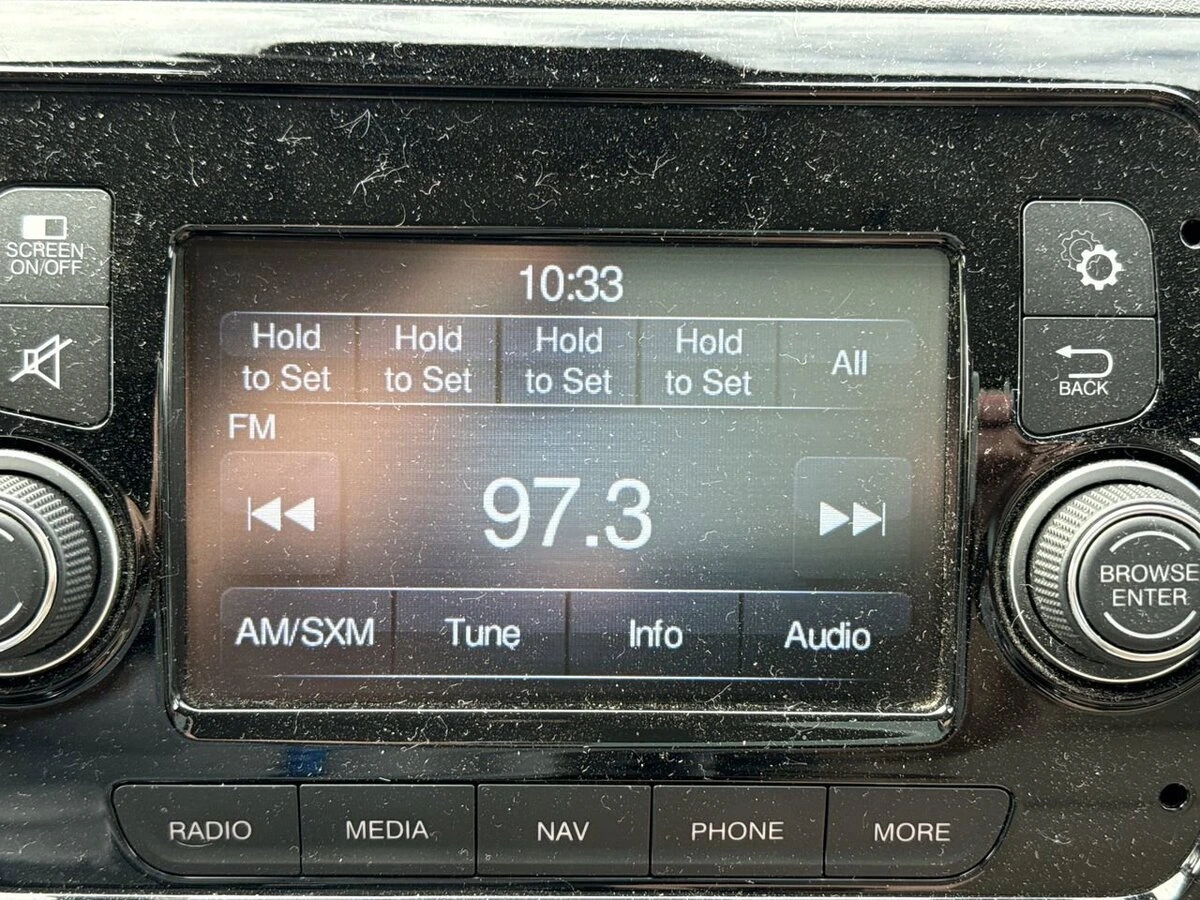 SCREEN
ON/OFF
10:33
Hold to Set
Hold to Set
Hold to Set
Hold to Set
All
FM
97.3
AM/SXM
Tune
Info
Audio
BACK
BROWSE
ENTER
RADIO
MEDIA
NAV
PHONE
MORE